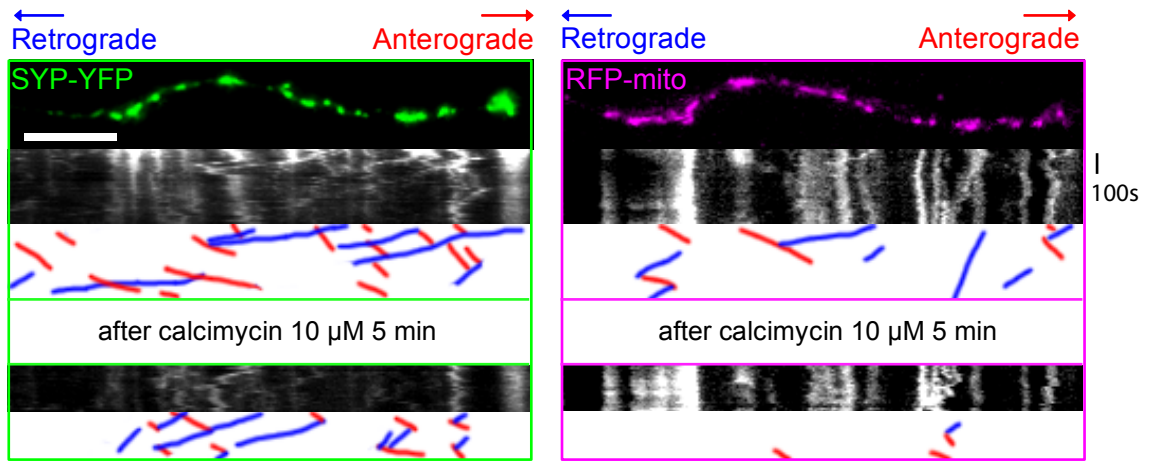 Retrograde
Anterograde
Retrograde
Anterograde
SYP-YFP
RFP-mito
100s
after calcimycin 10 µM 5 min
after calcimycin 10 µM 5 min